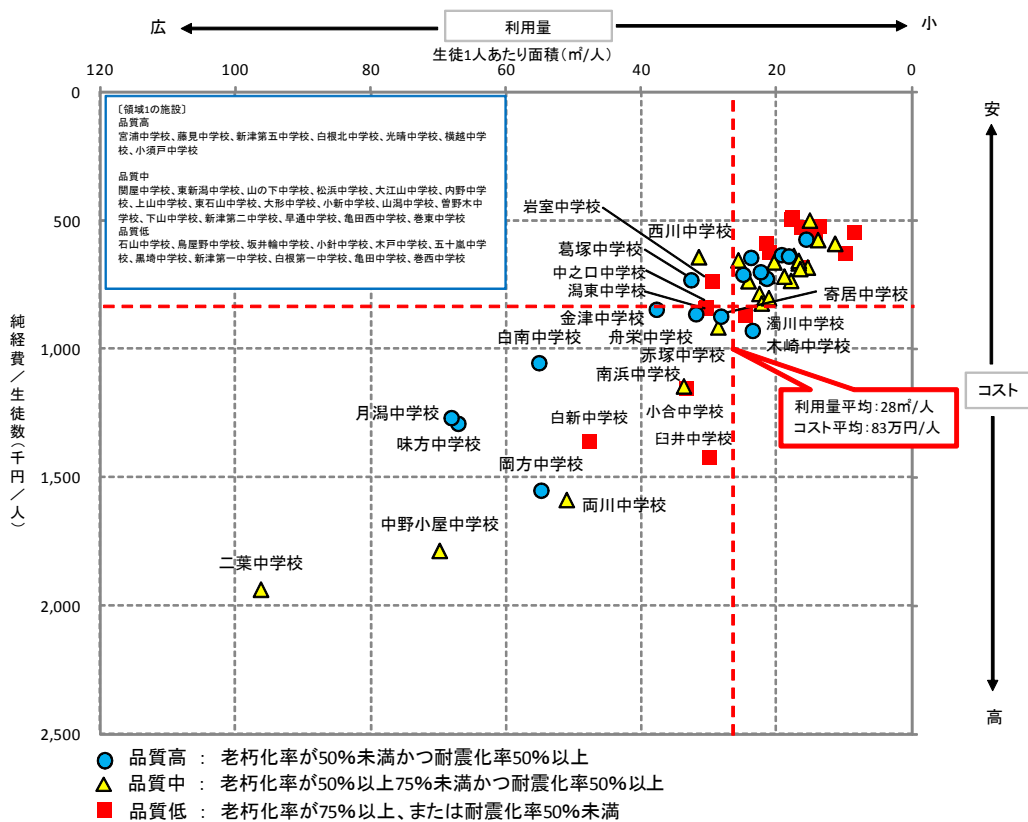 広
利用量
小
生徒1人あたり面積(㎡/人)
120
100
80
60
40
20
0
0
500
1,000
1,500
2,000
2,500
純経費/生徒数(千円/人)
安
コスト
高
〔領域1の施設〕
品質高
宮浦中学校、藤見中学校、新津第五中学校、白根北中学校、光晴中学校、横越中学
校、小須戸中学校
品質中
関屋中学校、東新潟中学校、山の下中学校、松浜中学校、大江山中学校、内野中学
校、上山中学校、東石山中学校、大形中学校、小新中学校、山潟中学校、曽野木中
学校、下山中学校、新津第二中学校、早通中学校、亀田西中学校、巻東中学校
品質低
石山中学校、鳥屋野中学校、坂井輪中学校、小針中学校、木戸中学校、五十嵐中学
校、黒埼中学校、新津第一中学校、白根第一中学校、亀田中学校、巻西中学校
岩室中学校
西川中学校
葛塚中学校
中之口中学校
潟東中学校
寄居中学校
金津中学校
舟栄中学校
濁川中学校
白南中学校
赤塚中学校
木崎中学校
南浜中学校
月潟中学校
白新中学校
小合中学校
味方中学校
臼井中学校
岡方中学校
両川中学校
中野小屋中学校
二葉中学校
利用量平均:28㎡/人
コスト平均:83万円/人
品質高 : 老朽化率が50%未満かつ耐震化率50%以上
品質中 : 老朽化率が50%以上75%未満かつ耐震化率50%以上
品質低 : 老朽化率が75%以上、または耐震化率50%未満